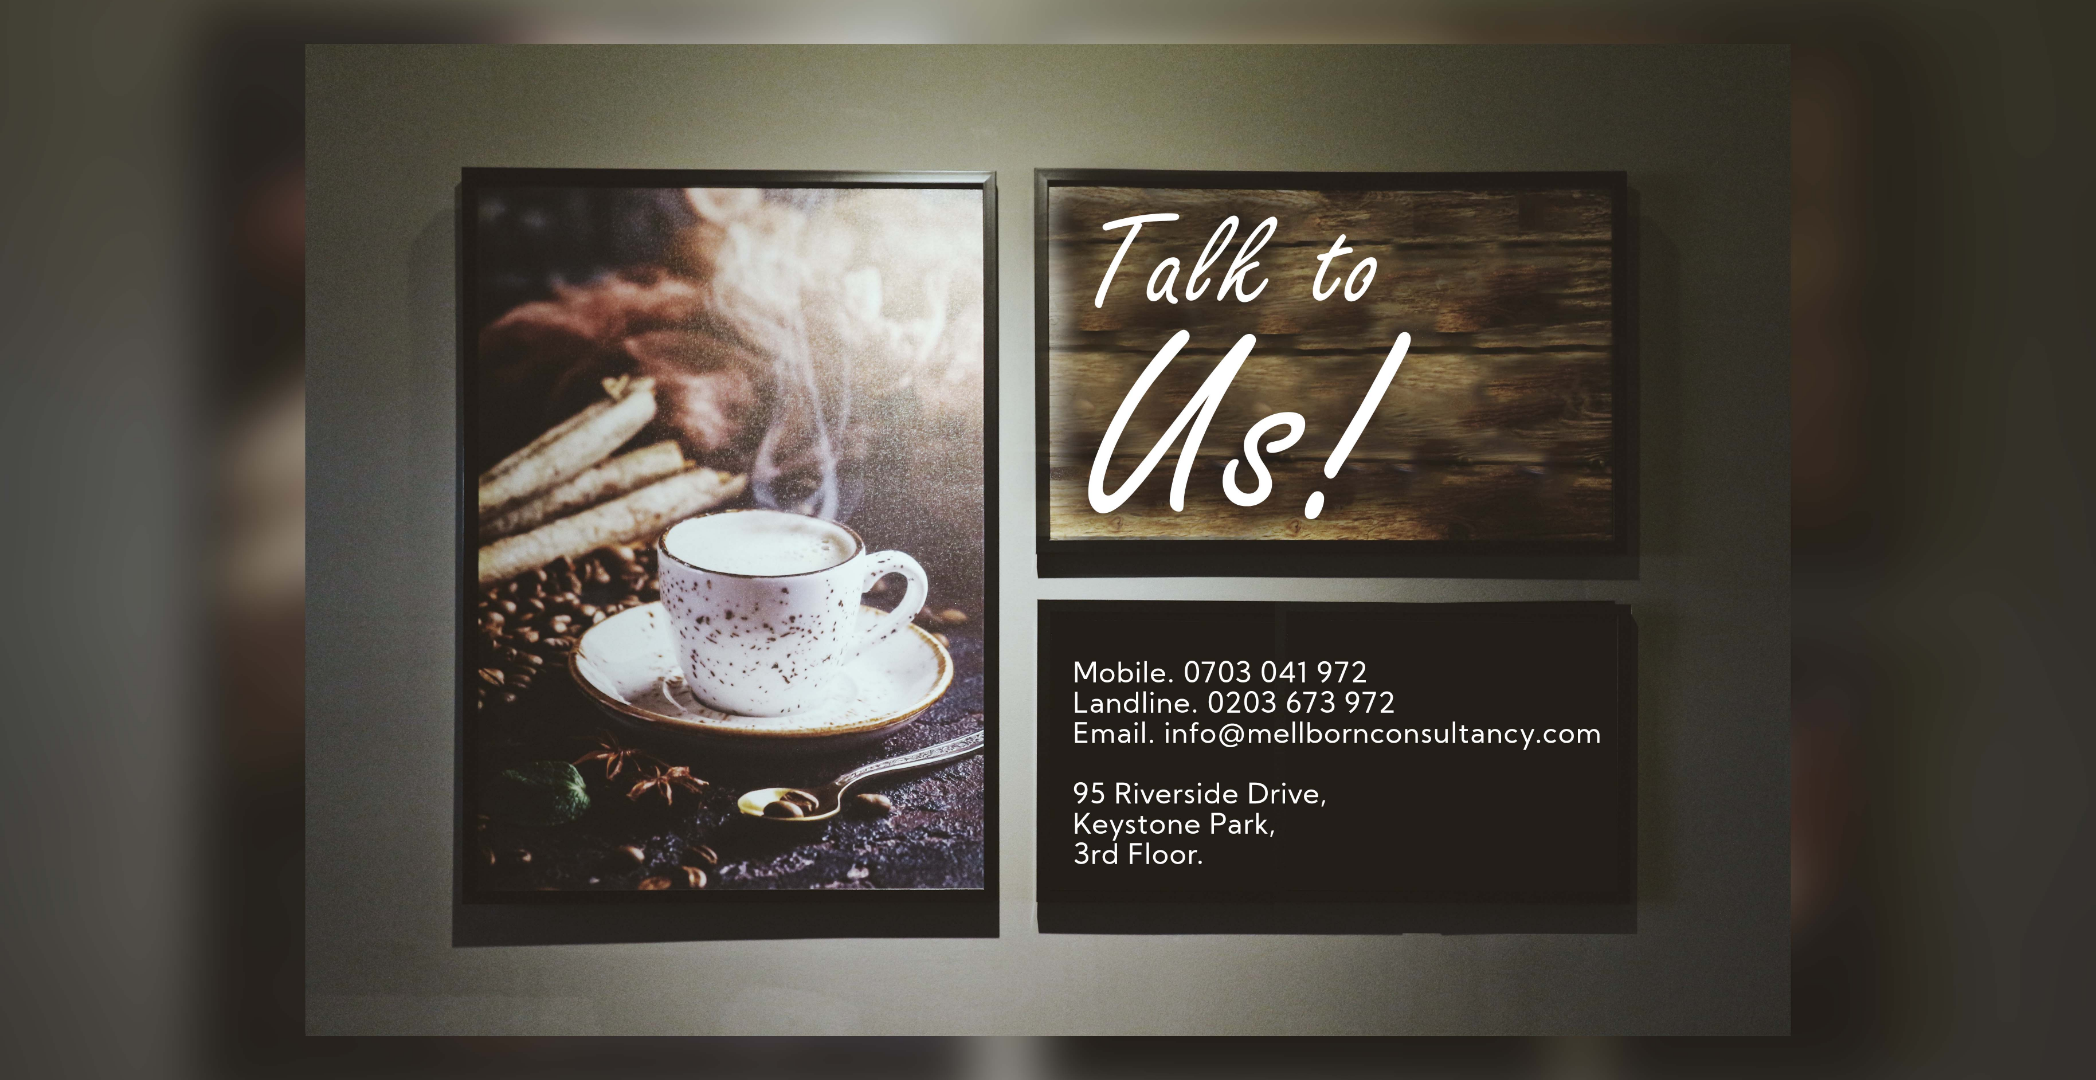 Talk to
Us!
Mobile. 0703 041 972
Landline. 0203 673 972
Email. info@mellbornconsultancy.com
95 Riverside Drive,
Keystone Park,
3rd Floor.